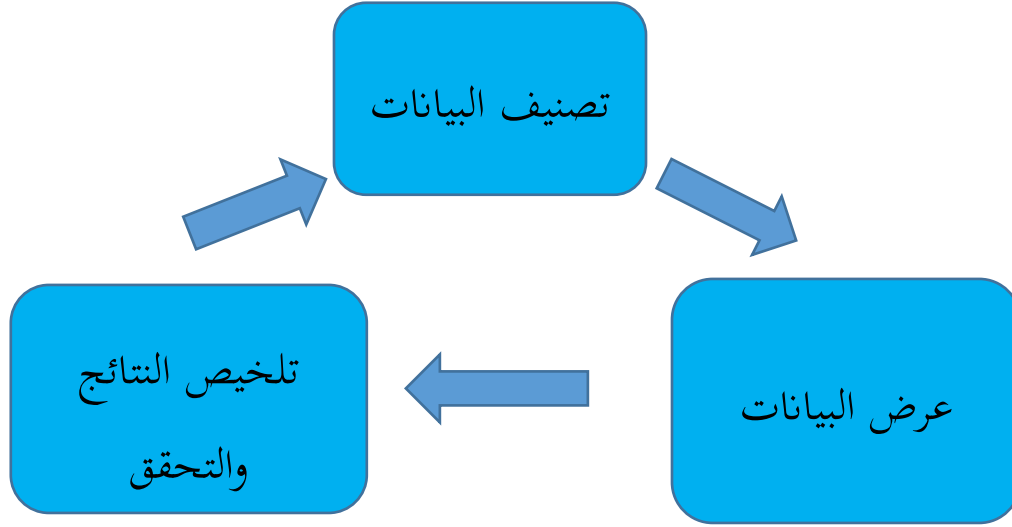 تصنيف البيانات
عرض البيانات
تلخيص النتائج
والتحقق